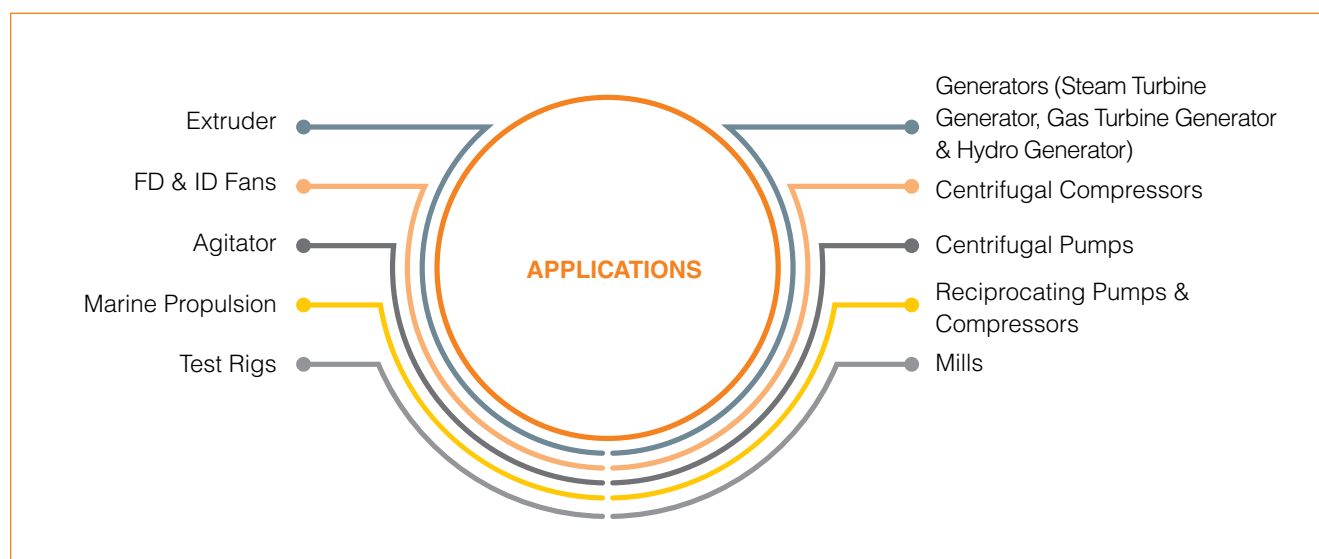 Extruder
FD & ID Fans
Agitator
Marine Propulsion
Test Rigs
APPLICATIONS
Generators (Steam Turbine
Generator, Gas Turbine Generator
& Hydro Generator)
Centrifugal Compressors
Centrifugal Pumps
Reciprocating Pumps &
Compressors
Mills